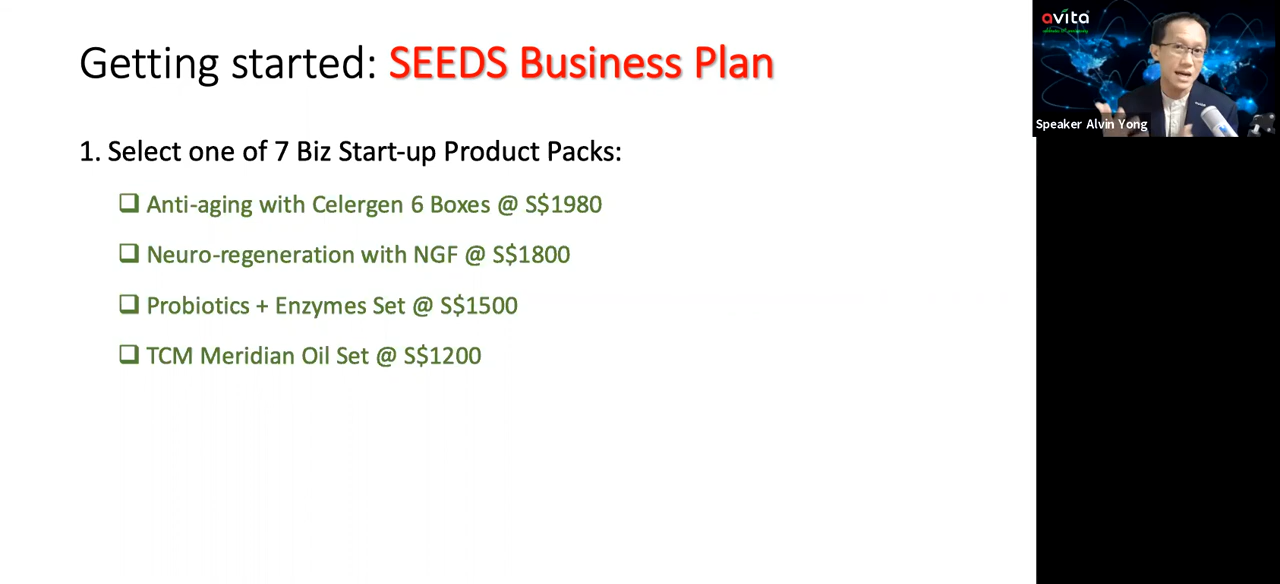 Getting started: SEEDS Business Plan
avita
1. Select one of 7 Biz Start-up Product Packs:
Anti-aging with Celergen 6 Boxes @ S$1980
Neuro-regeneration with NGF @ S$1800
Probiotics + Enzymes Set @ S$1500
TCM Meridian Oil Set @ S$1200
Speaker Alvin Yong